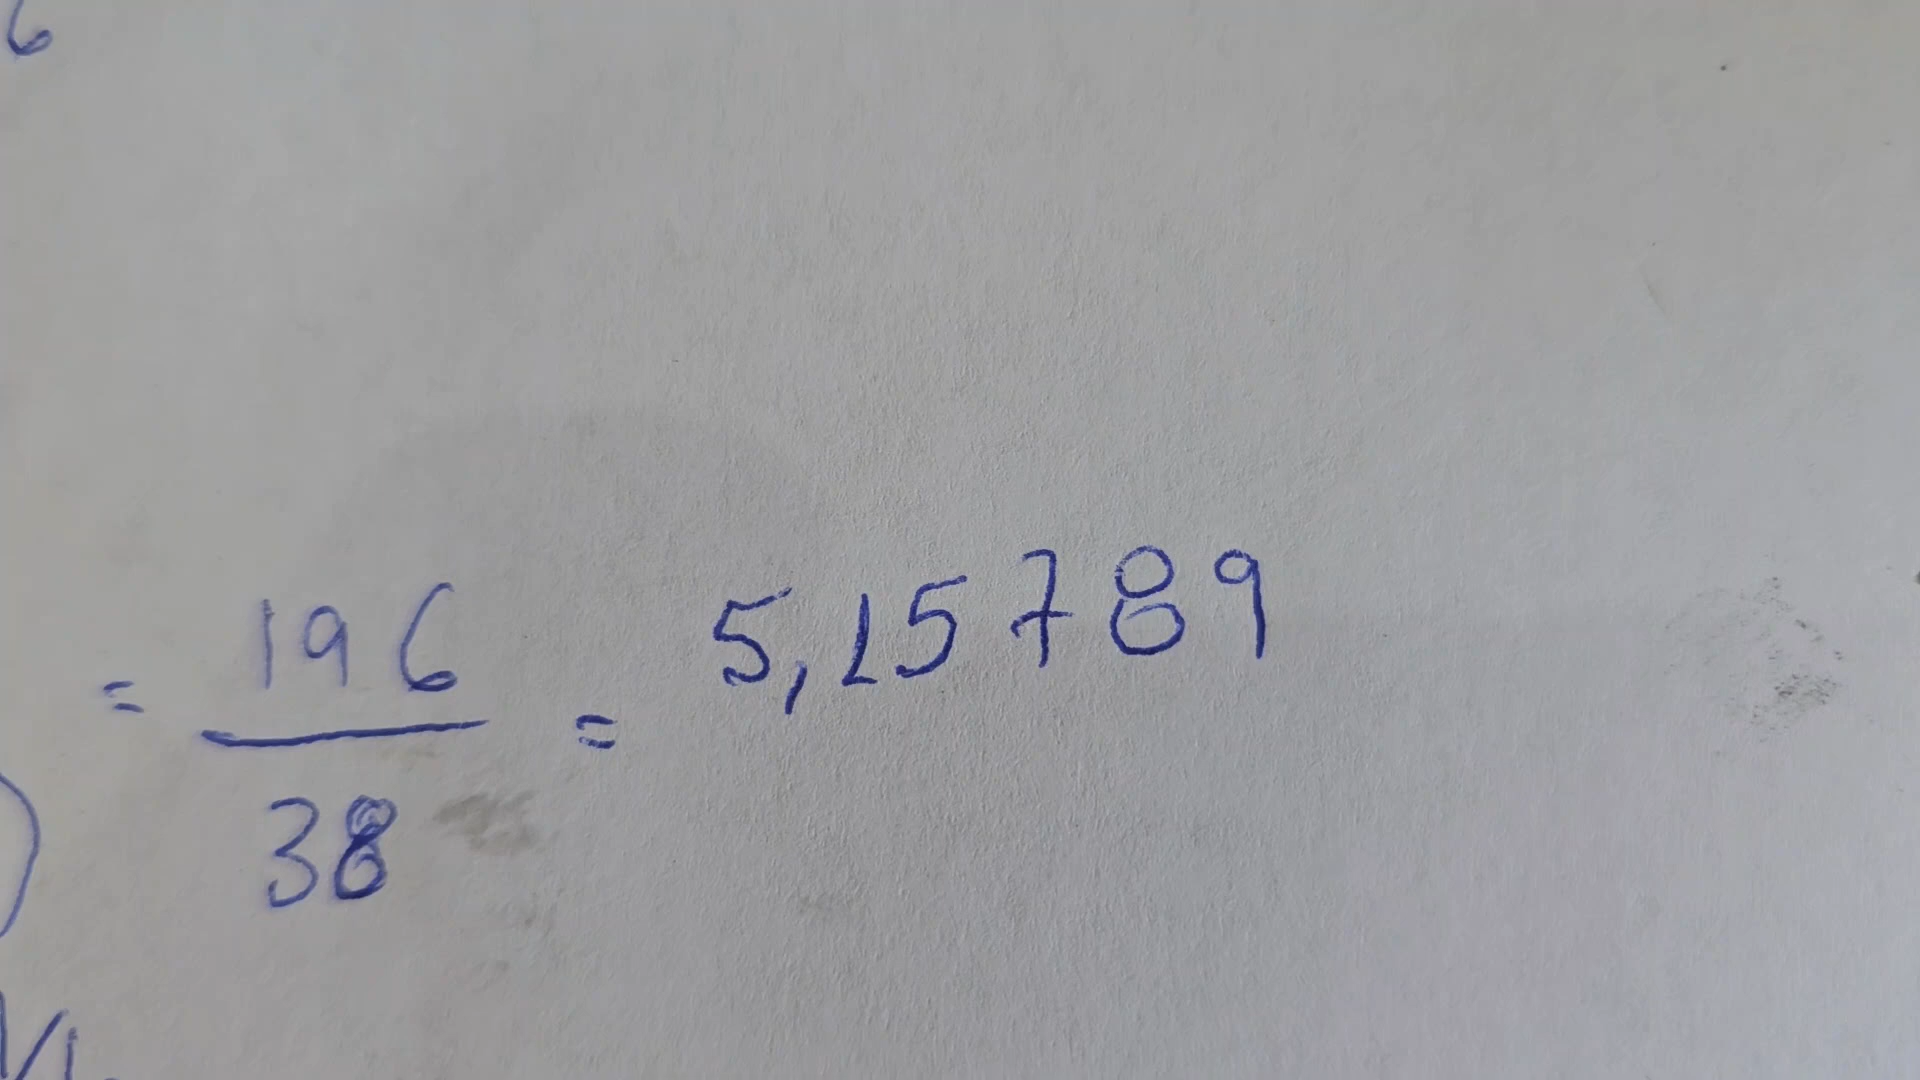 6
= 196/38 = 5,15789